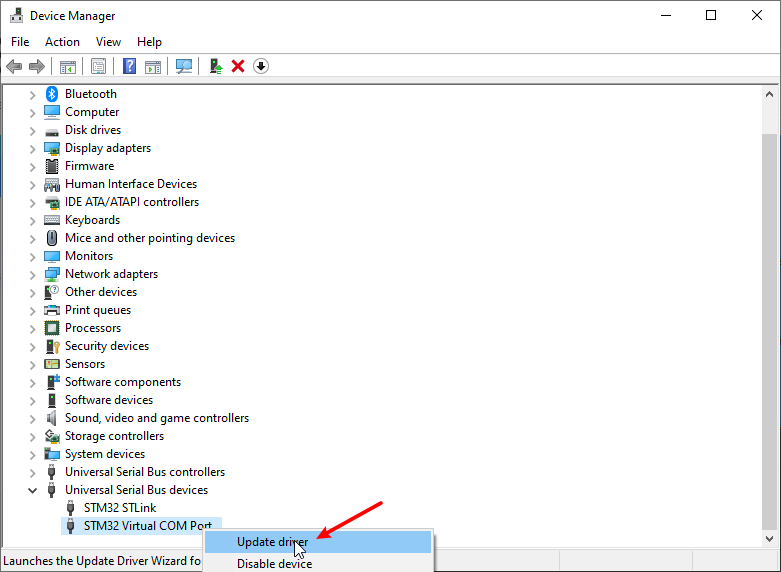 Device Manager
File Action View Help
Bluetooth
Computer
Disk drives
Display adapters
Firmware
Human Interface Devices
IDE ATA/ATAPI controllers
Keyboards
Mice and other pointing devices
Monitors
Network adapters
Other devices
Print queues
Processors
Security devices
Sensors
Software components
Software devices
Sound, video and game controllers
Storage controllers
System devices
Universal Serial Bus controllers
Universal Serial Bus devices
STM32 STLink
STM32 Virtual COM Port
Update driver
Launches the Update Driver Wizard fo
Disable device